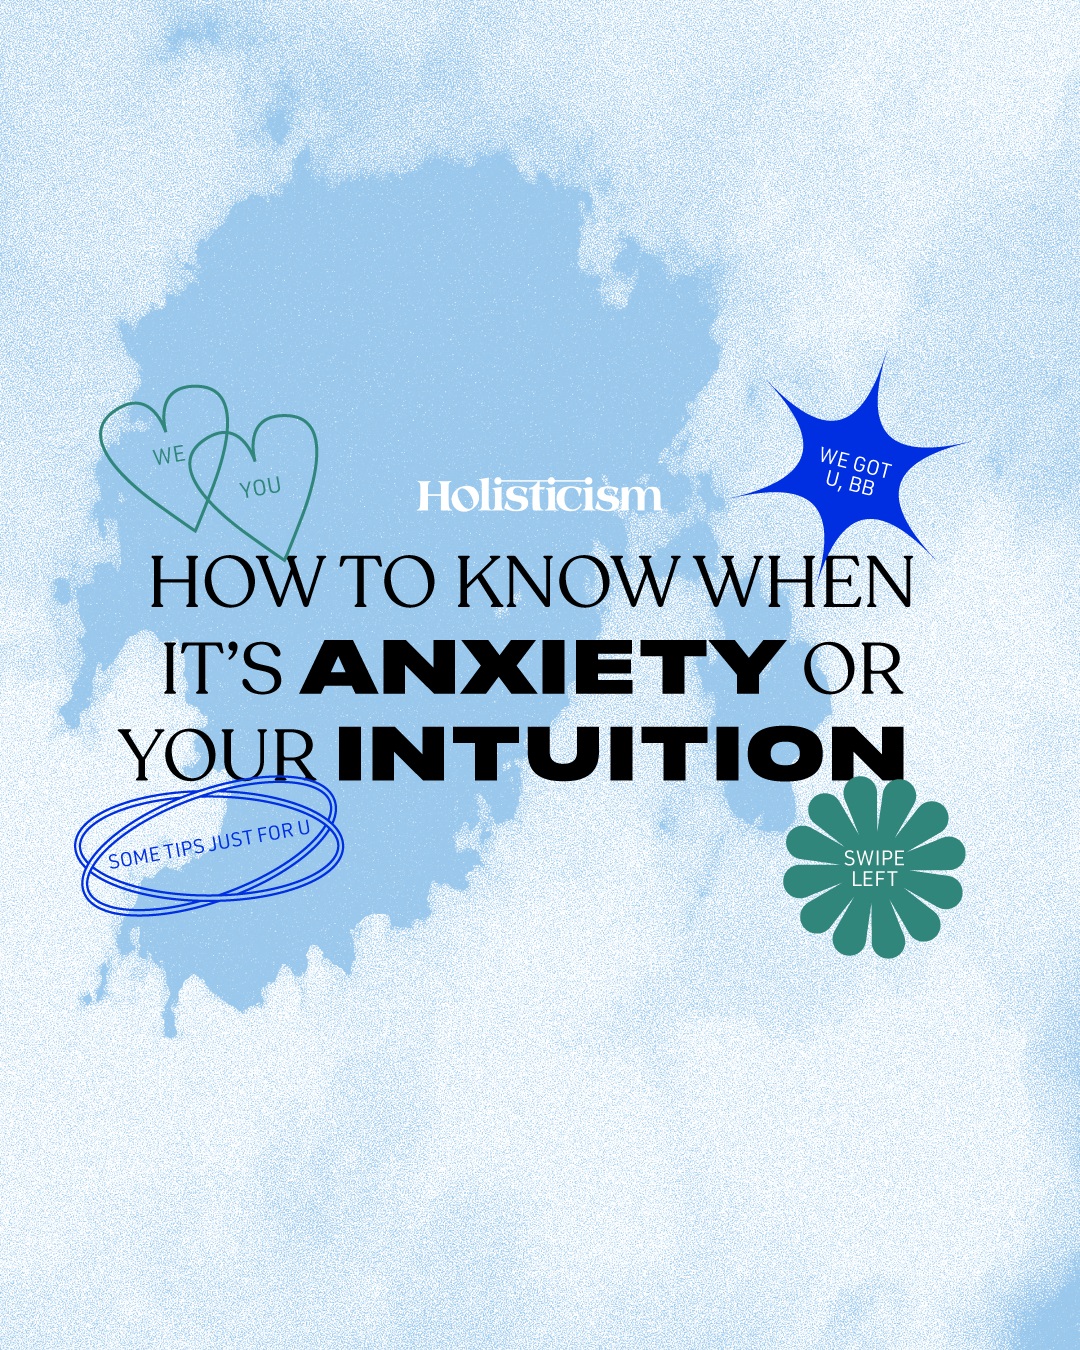 WE
YOU
WE GOT
U, BB
Holisticism
HOW TO KNOW WHEN
IT'S ANXIETY OR
YOUR INTUITION
SOME TIPS JUST FOR U
SWIPE
LEFT